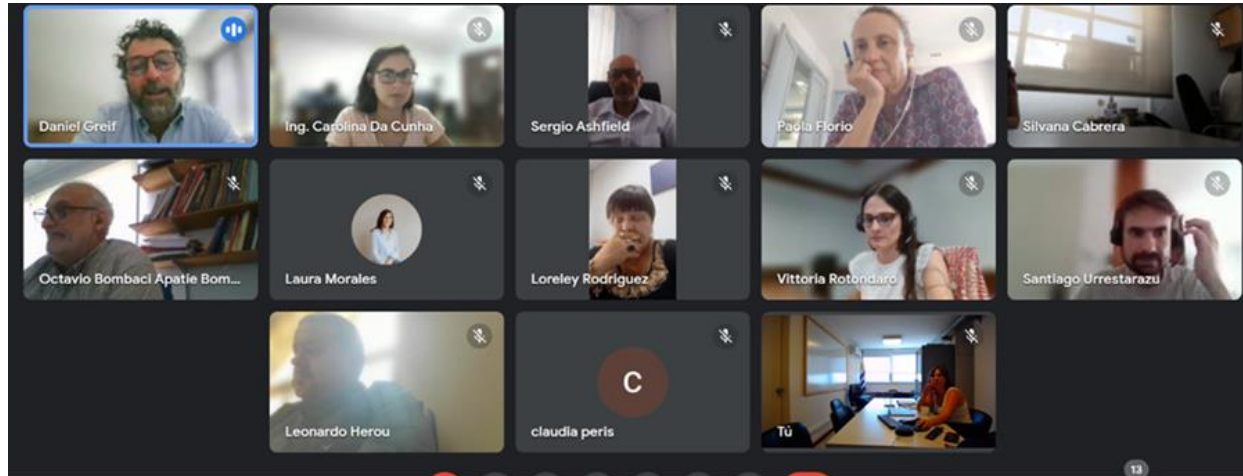 Daniel Greif
Ing. Carolina Da Cunha
Sergio Ashfield
Paola Florio
Silvana Cabrera
Octavio Bombaci Apatie Bom...
Laura Morales
Loreley Rodriguez
Vittoria Rotondaro
Santiago Urrestarazu
Leonardo Herou
C
claudia peris
Tú
13